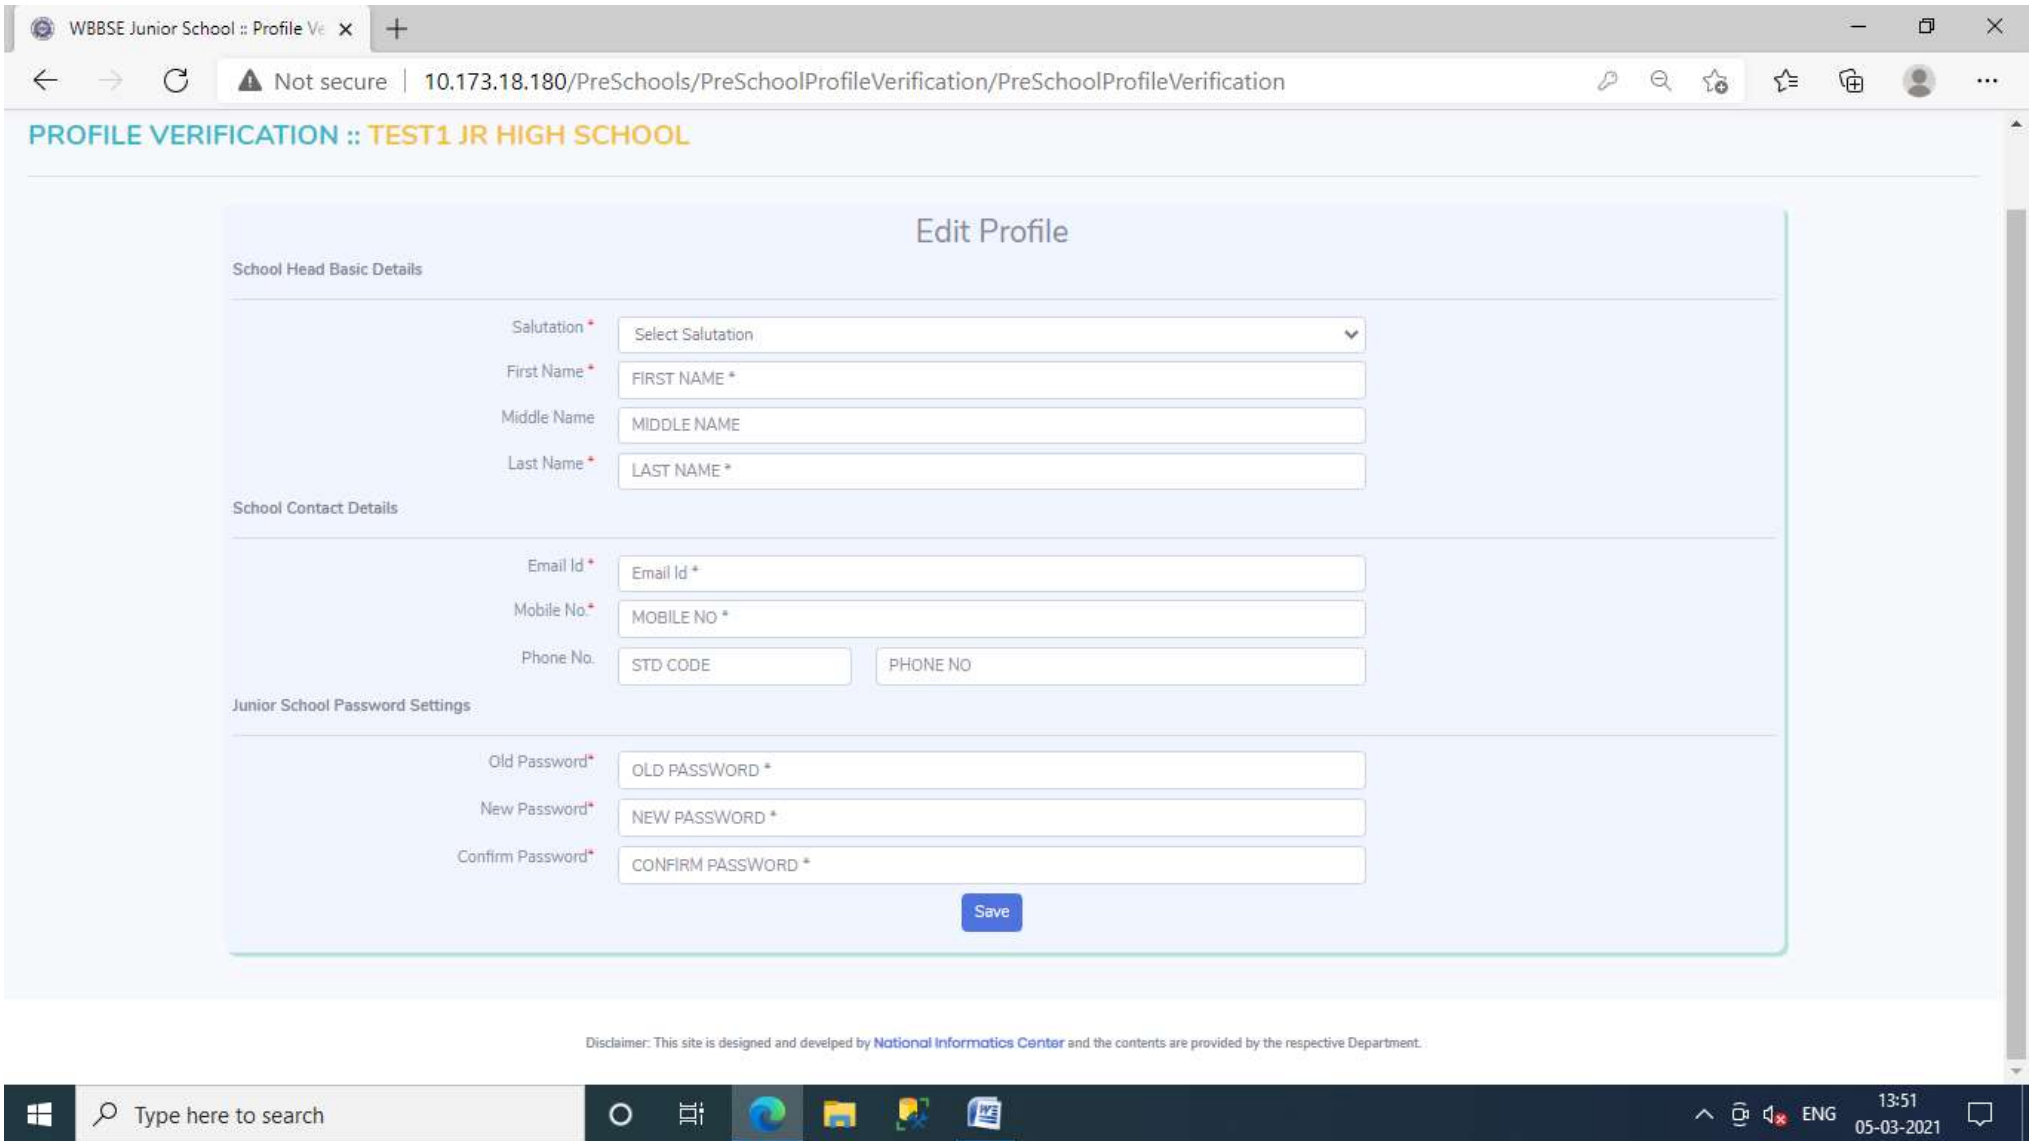 WBBSE Junior School :: Profile Ve
Not secure | 10.173.18.180/PreSchools/PreSchoolProfileVerification/PreSchoolProfileVerification
PROFILE VERIFICATION :: TEST1 JR HIGH SCHOOL
Edit Profile
School Head Basic Details
Salutation * Select Salutation
First Name * FIRST NAME *
Middle Name MIDDLE NAME
Last Name * LAST NAME *
School Contact Details
Email Id * Email Id *
Mobile No.* MOBILE NO *
Phone No. STD CODE PHONE NO
Junior School Password Settings
Old Password* OLD PASSWORD *
New Password* NEW PASSWORD *
Confirm Password* CONFIRM PASSWORD *
Save
Disclaimer: This site is designed and develped by National Informatics Center and the contents are provided by the respective Department.
Type here to search
ENG
13:51
05-03-2021